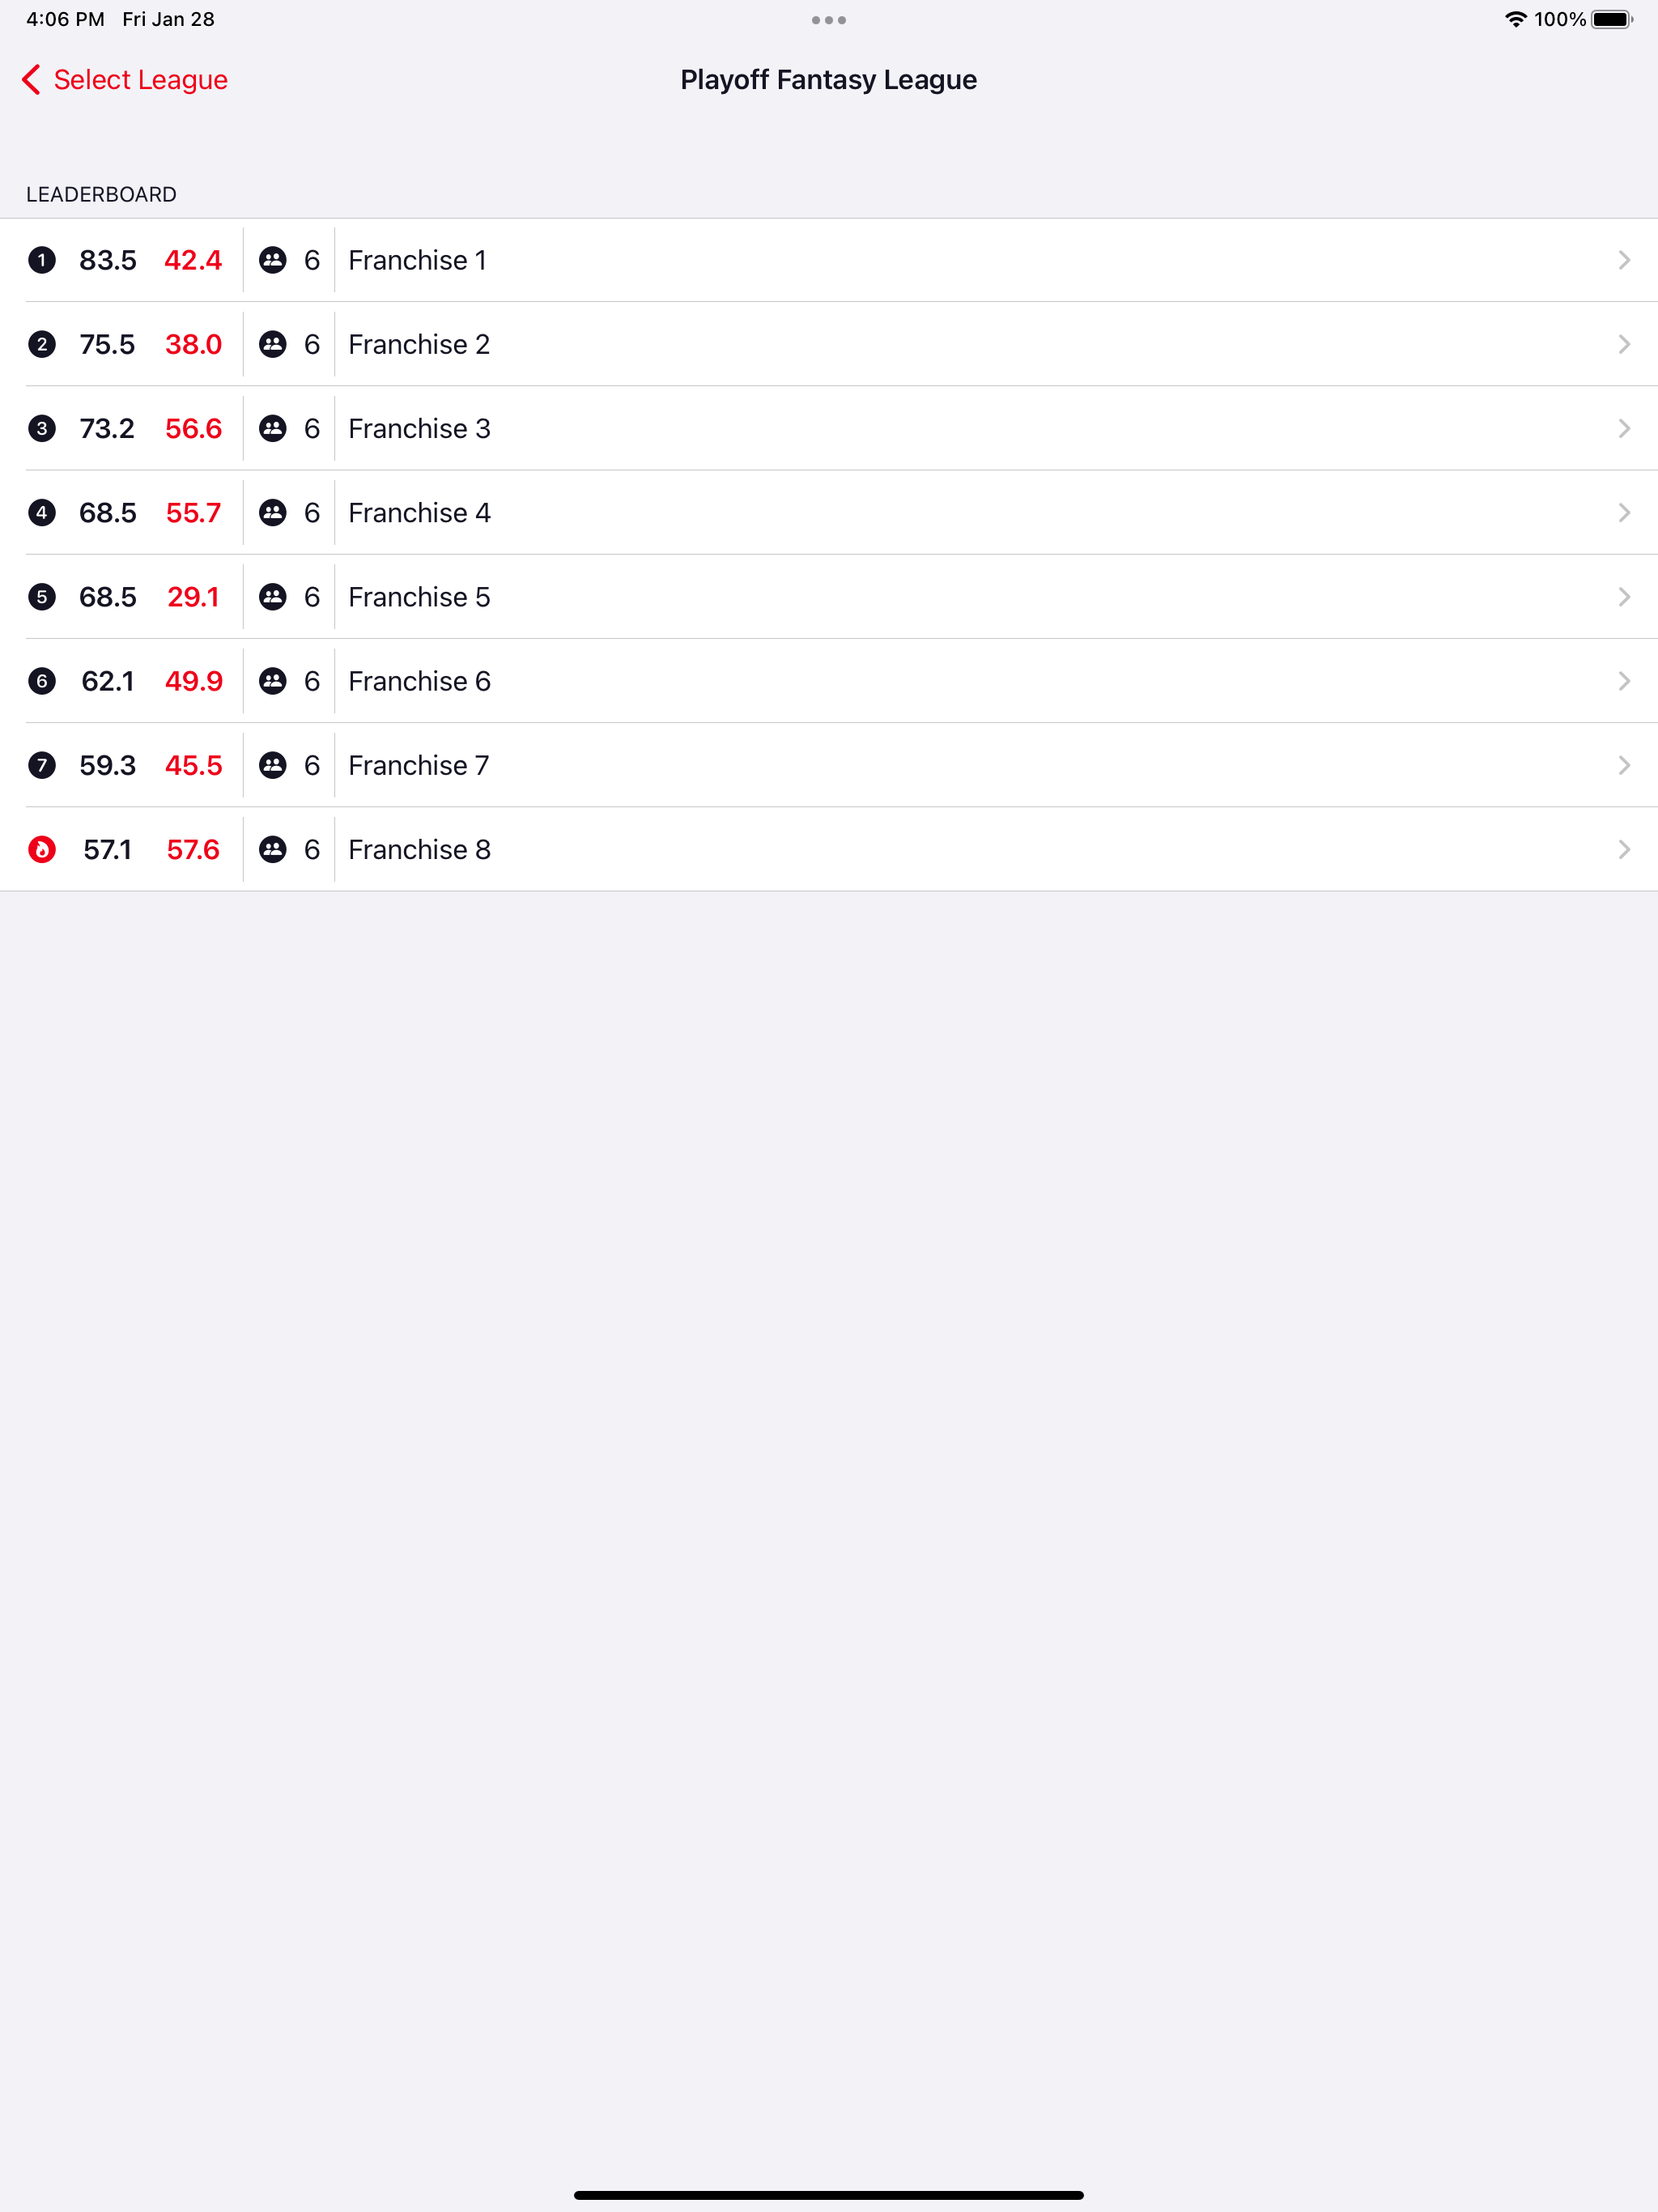 4:06 PM Fri Jan 28 100%
Select League Playoff Fantasy League
LEADERBOARD
1 83.5 42.4 6 Franchise 1
2 75.5 38.0 6 Franchise 2
3 73.2 56.6 6 Franchise 3
4 68.5 55.7 6 Franchise 4
5 68.5 29.1 6 Franchise 5
6 62.1 49.9 6 Franchise 6
7 59.3 45.5 6 Franchise 7
57.1 57.6 6 Franchise 8